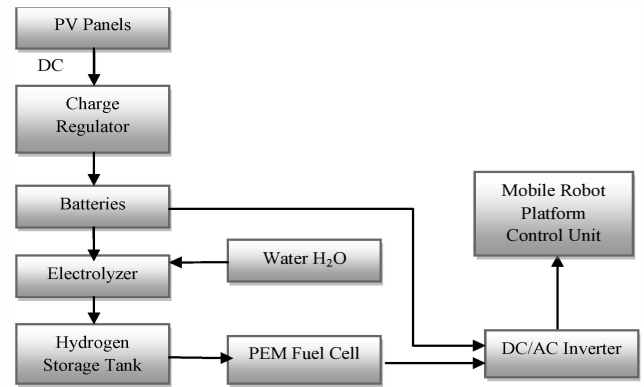 PV Panels
DC
Charge
Regulator
Batteries
Electrolyzer
Water H₂O
Hydrogen
Storage Tank
PEM Fuel Cell
DC/AC Inverter
Mobile Robot
Platform
Control Unit